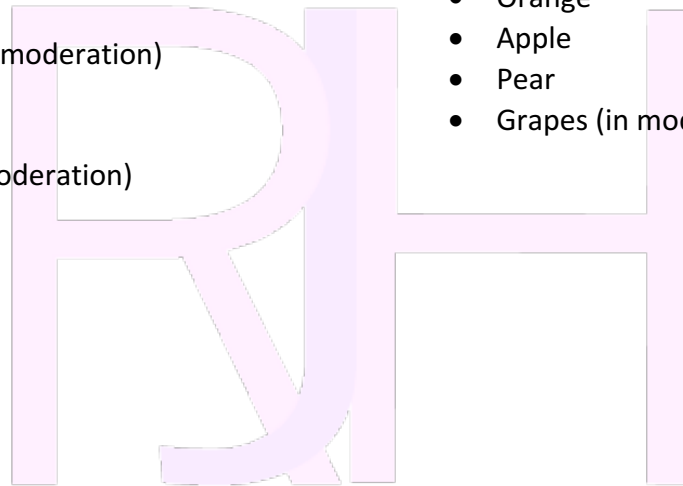 Orange
moderation)
• Apple
• Pear
• Grapes (in mod
oderation)
RJH